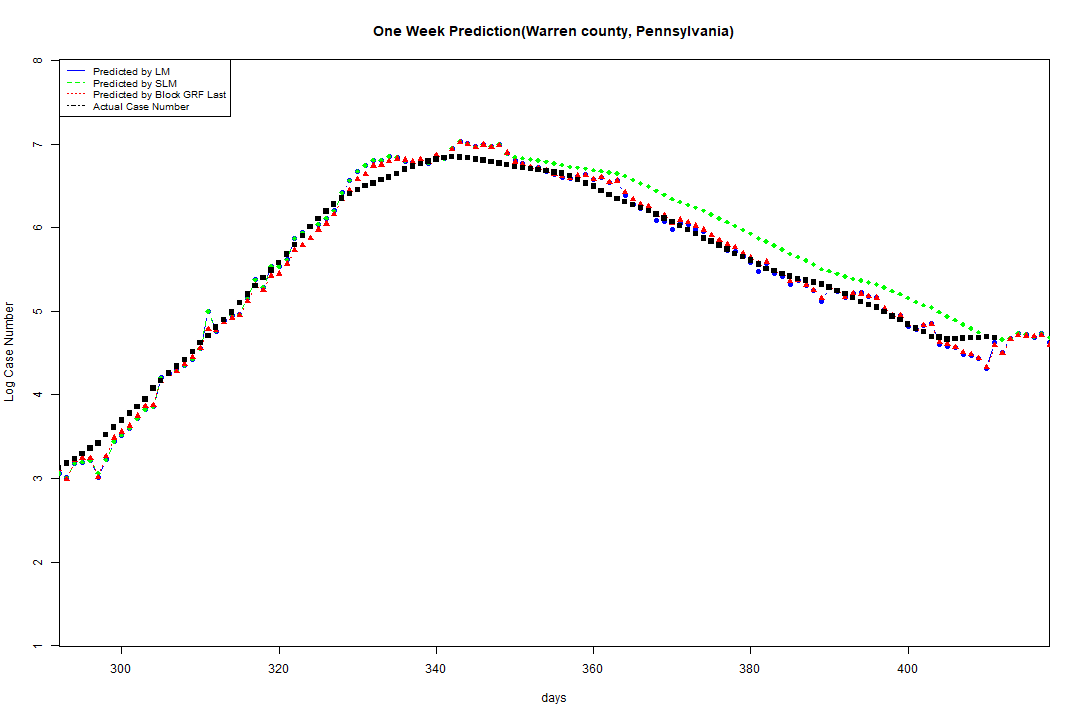 One Week Prediction(Warren county, Pennsylvania)
Predicted by LM
Predicted by SLM
Predicted by Block GRF Last
Actual Case Number
8
7
6
5
4
3
2
1
Log Case Number
300 320 340 360 380 400
days